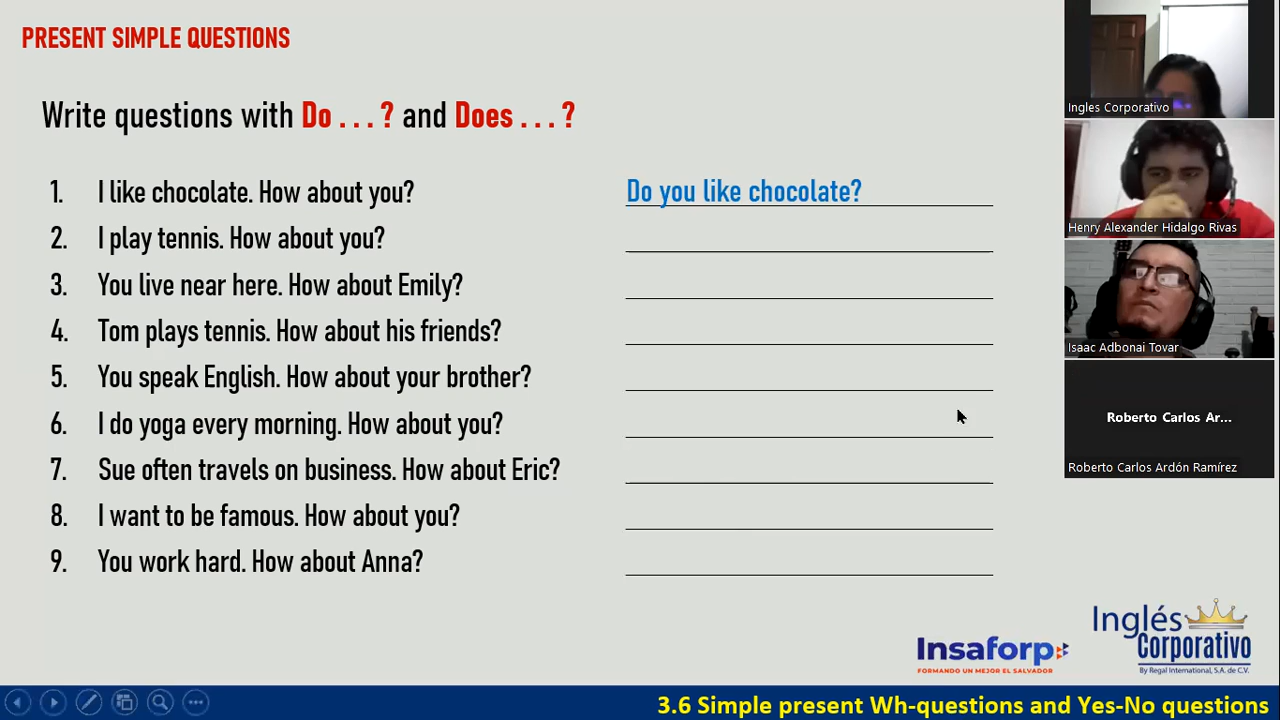 PRESENT SIMPLE QUESTIONS
Write questions with Do . . . ? and Does . . . ?
1. I like chocolate. How about you? Do you like chocolate?
2. I play tennis. How about you?
3. You live near here. How about Emily?
4. Tom plays tennis. How about his friends?
5. You speak English. How about your brother?
6. I do yoga every morning. How about you?
7. Sue often travels on business. How about Eric?
8. I want to be famous. How about you?
9. You work hard. How about Anna?
Ingles Corporativo
Henry Alexander Hidalgo Rivas
Isaac Adbonai Tovar
Roberto Carlos Ar...
Roberto Carlos Ardón Ramírez
Insaforp
FORMANDO UN MEJOR EL SALVADOR
Inglés
Corporativo
By Regal International, S.A. de C.V.
3.6 Simple present Wh-questions and Yes-No questions